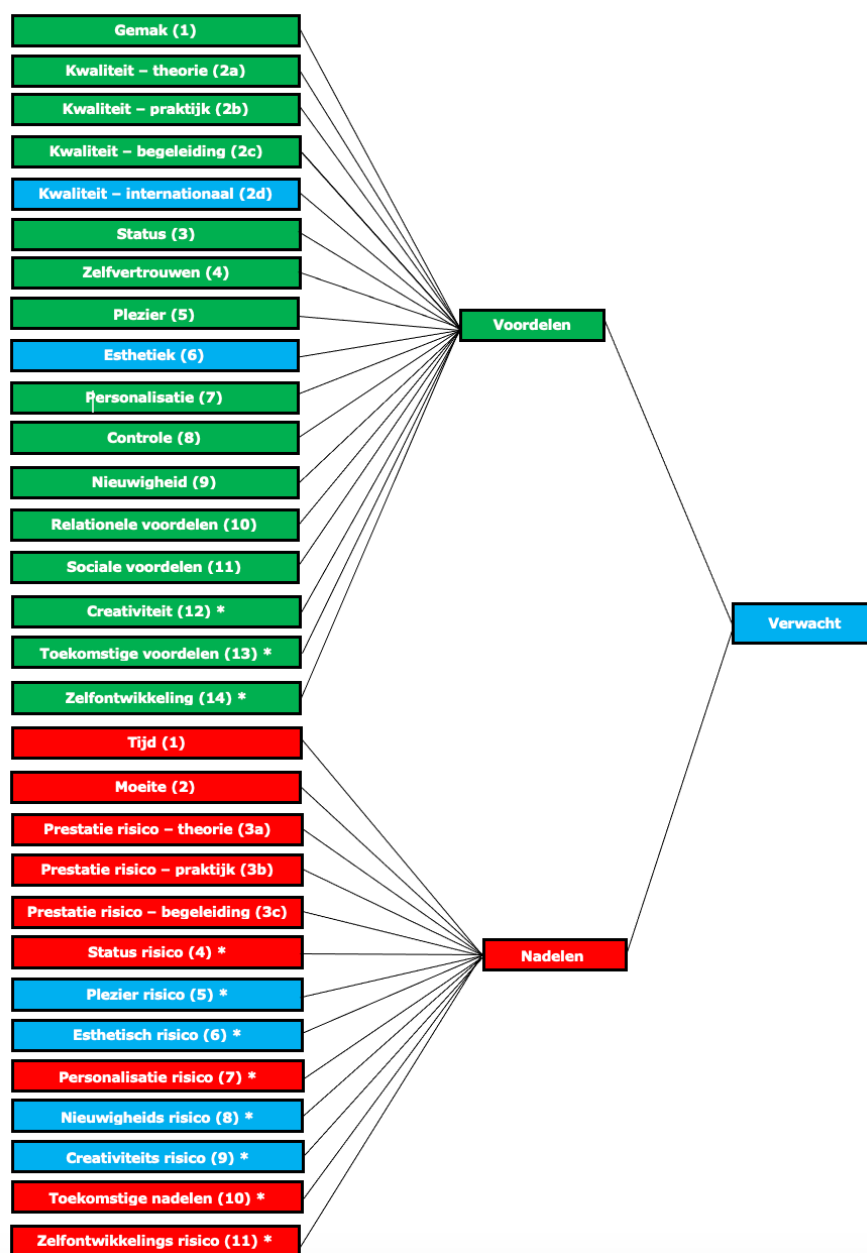 Gemak (1)
Kwaliteit – theorie (2a)
Kwaliteit – praktijk (2b)
Kwaliteit – begeleiding (2c)
Kwaliteit – internationaal (2d)
Status (3)
Zelfvertrouwen (4)
Plezier (5)
Esthetiek (6)
Personalisatie (7)
Controle (8)
Nieuwigheid (9)
Relationele voordelen (10)
Sociale voordelen (11)
Creativiteit (12) *
Toekomstige voordelen (13) *
Zelfontwikkeling (14) *
Voordelen
Verwacht
Tijd (1)
Moeite (2)
Prestatie risico – theorie (3a)
Prestatie risico – praktijk (3b)
Prestatie risico – begeleiding (3c)
Status risico (4) *
Plezier risico (5) *
Esthetisch risico (6) *
Personalisatie risico (7) *
Nieuwigheids risico (8) *
Creativiteits risico (9) *
Toekomstige nadelen (10) *
Zelfontwikkelings risico (11) *
Nadelen